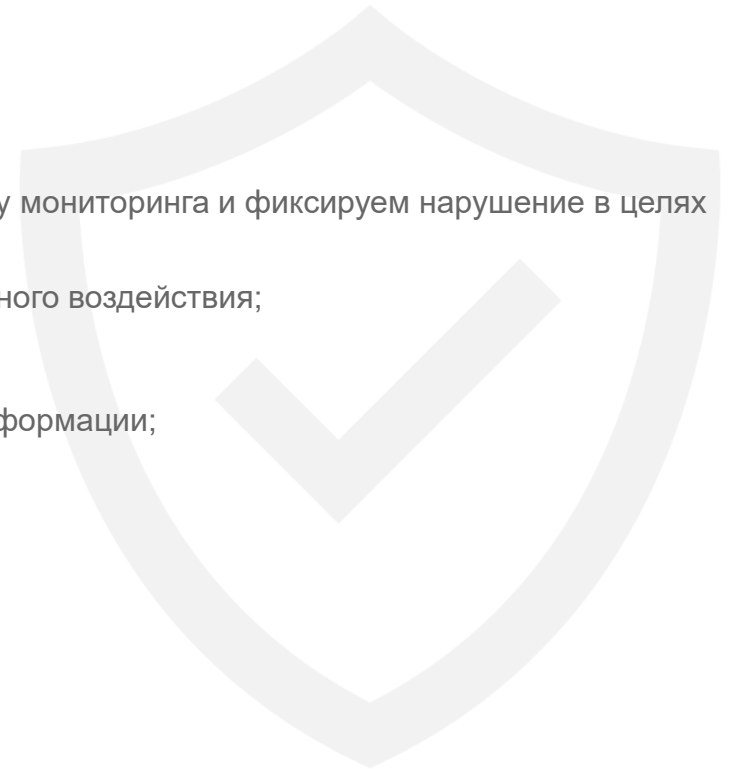 у мониторинга и фиксируем нарушение в целях
ного воздействия;
формации;